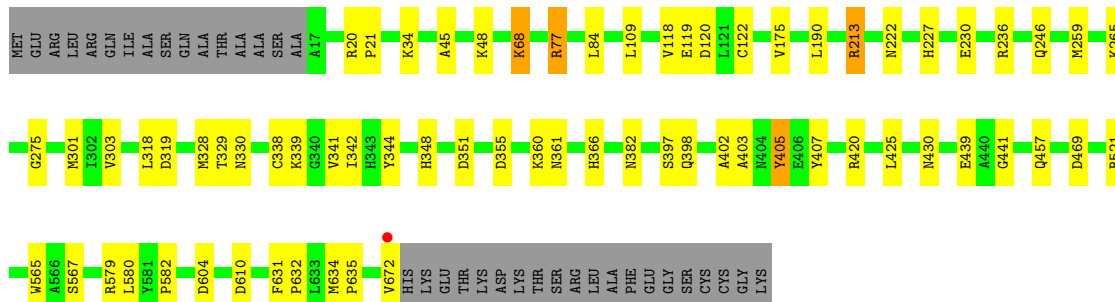 MET GLU ARG LEU ARG GLN ILE ALA SER GLN ALA THR ALA ALA SER ALA A17 R20 P21 K34 A45 K48 K68 R77 L84 L109 V118 E119 D120 L121 C122 V175 L190 R213 N222 H227 E230 R236 Q246 M259 K265
G275 M301 I302 V303 L318 D319 M328 T329 N330 C338 K339 G340 V341 I342 H343 Y344 H348 D351 D355 K360 N361 H366 N382 S397 Q398 A402 A403 N404 Y405 E406 Y407 R420 L425 N430 E439 A440 G441 Q457 D469
W565 A566 S567 R579 L580 Y581 P582 D604 D610 F631 P632 L633 M634 P635 V672 HIS LYS GLU THR LYS ASP LYS THR SER ARG LEU ALA PHE GLU GLY SER CYS CYS GLY LYS